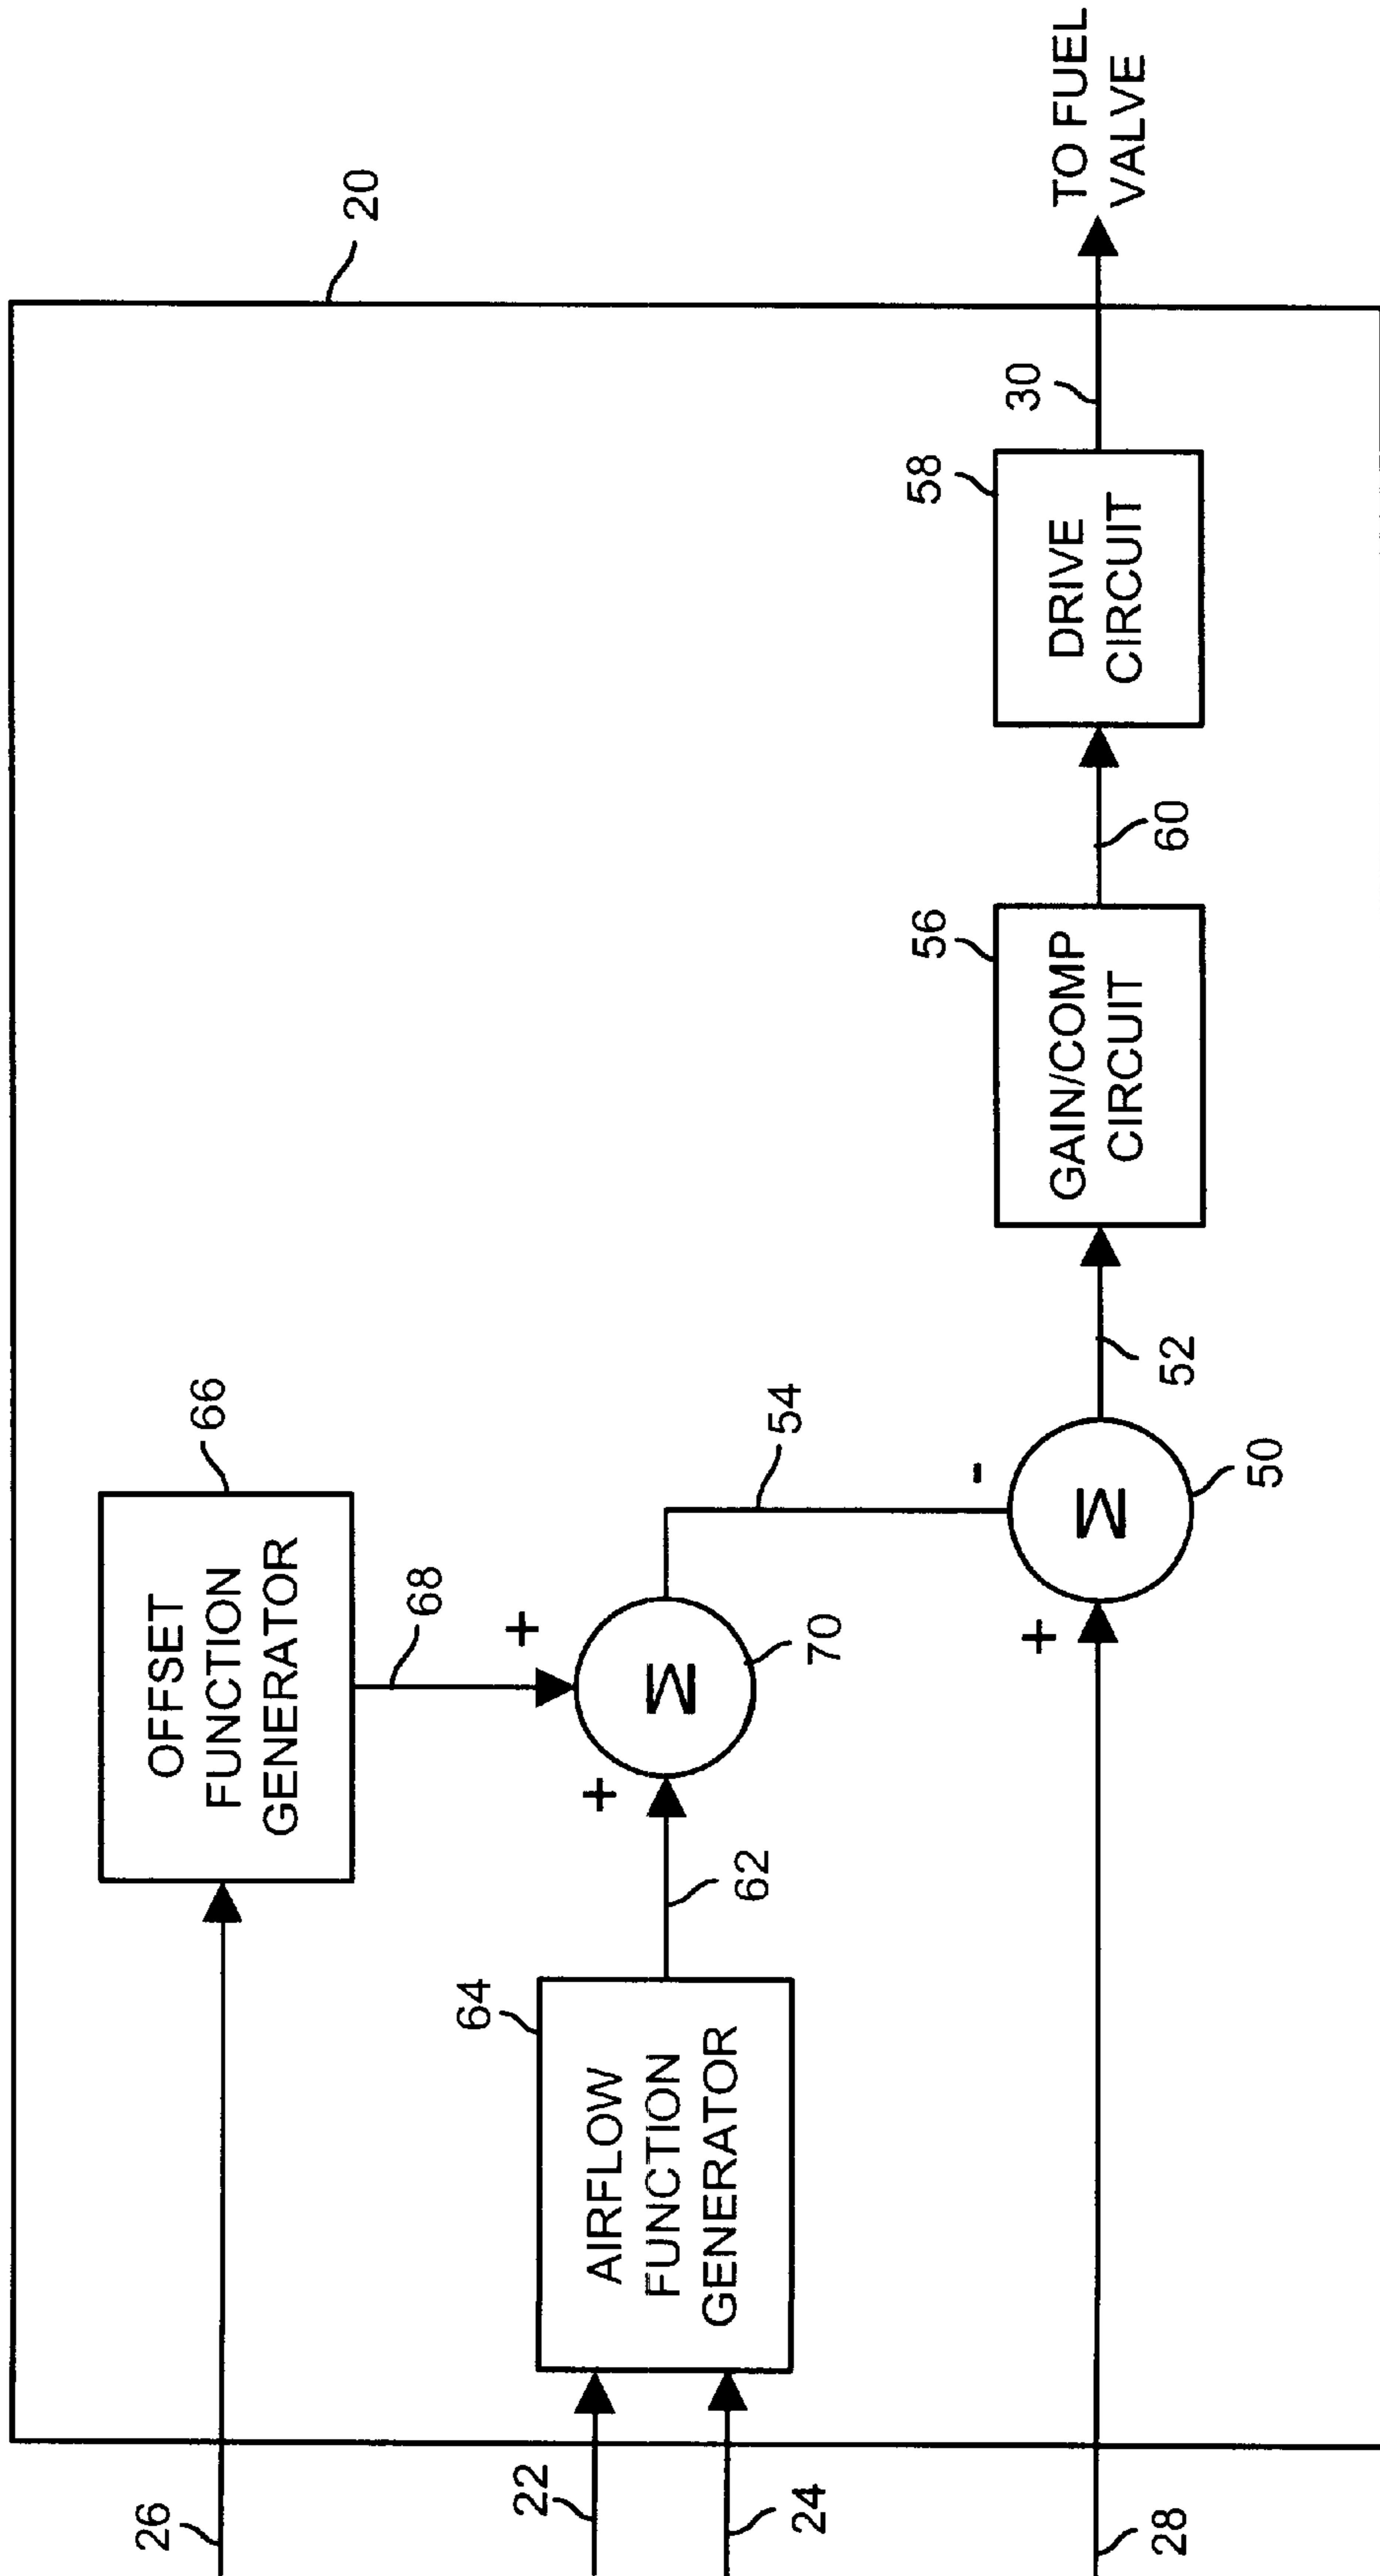 20
66
OFFSET
FUNCTION
GENERATOR
26
68
+
64
+
22
AIRFLOW
FUNCTION
GENERATOR
Σ
62
70
54
24
56
58
-
+
30
28
Σ
50
52
GAIN/COMP
CIRCUIT
60
DRIVE
CIRCUIT
TO FUEL
VALVE